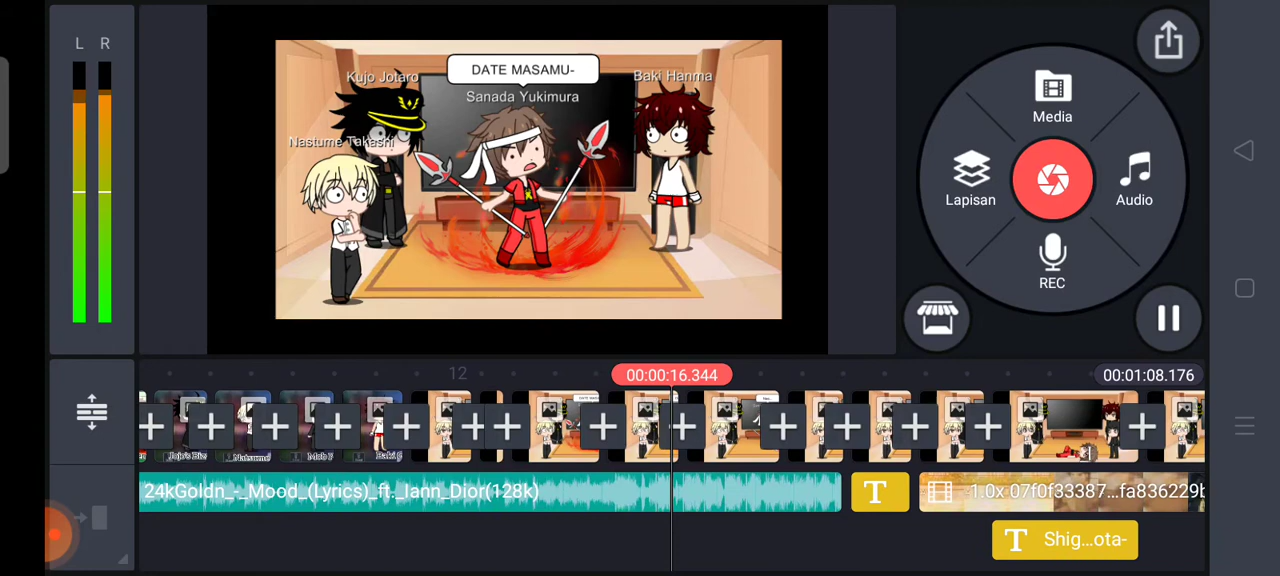 L R
DATE MASAMU-
Kujo Jotaro
Sanada Yukimura
Baki Hanma
Nastume Takashi
Media
Lapisan
Audio
REC
12
00:00:16.344
00:01:08.176
Natsume
24kGoldn_-_Mood_(Lyrics)_ft._Iann_Dior(128k)
T
1.0x 07f0f33387...fa836229b
T Shig...ota-